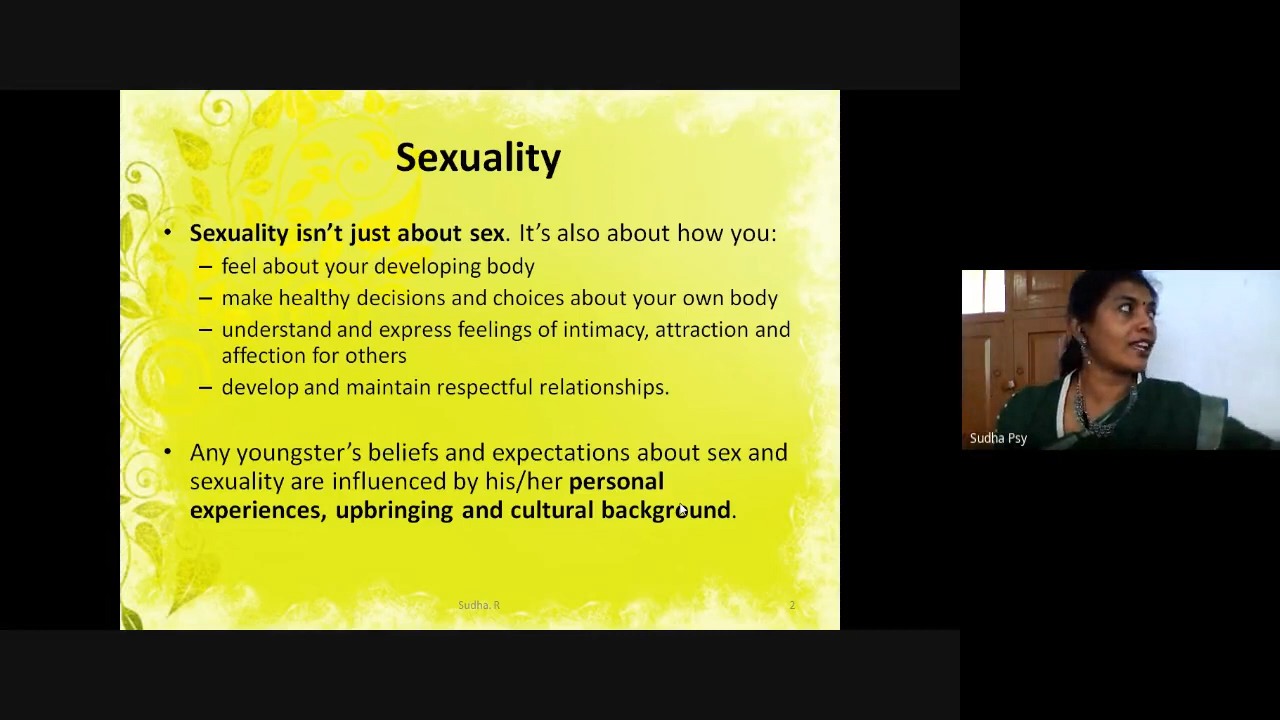 Sexuality
• Sexuality isn’t just about sex. It’s also about how you:
– feel about your developing body
– make healthy decisions and choices about your own body
– understand and express feelings of intimacy, attraction and
affection for others
– develop and maintain respectful relationships.
• Any youngster’s beliefs and expectations about sex and
sexuality are influenced by his/her personal
experiences, upbringing and cultural background.
Sudha. R
2
Sudha Psy